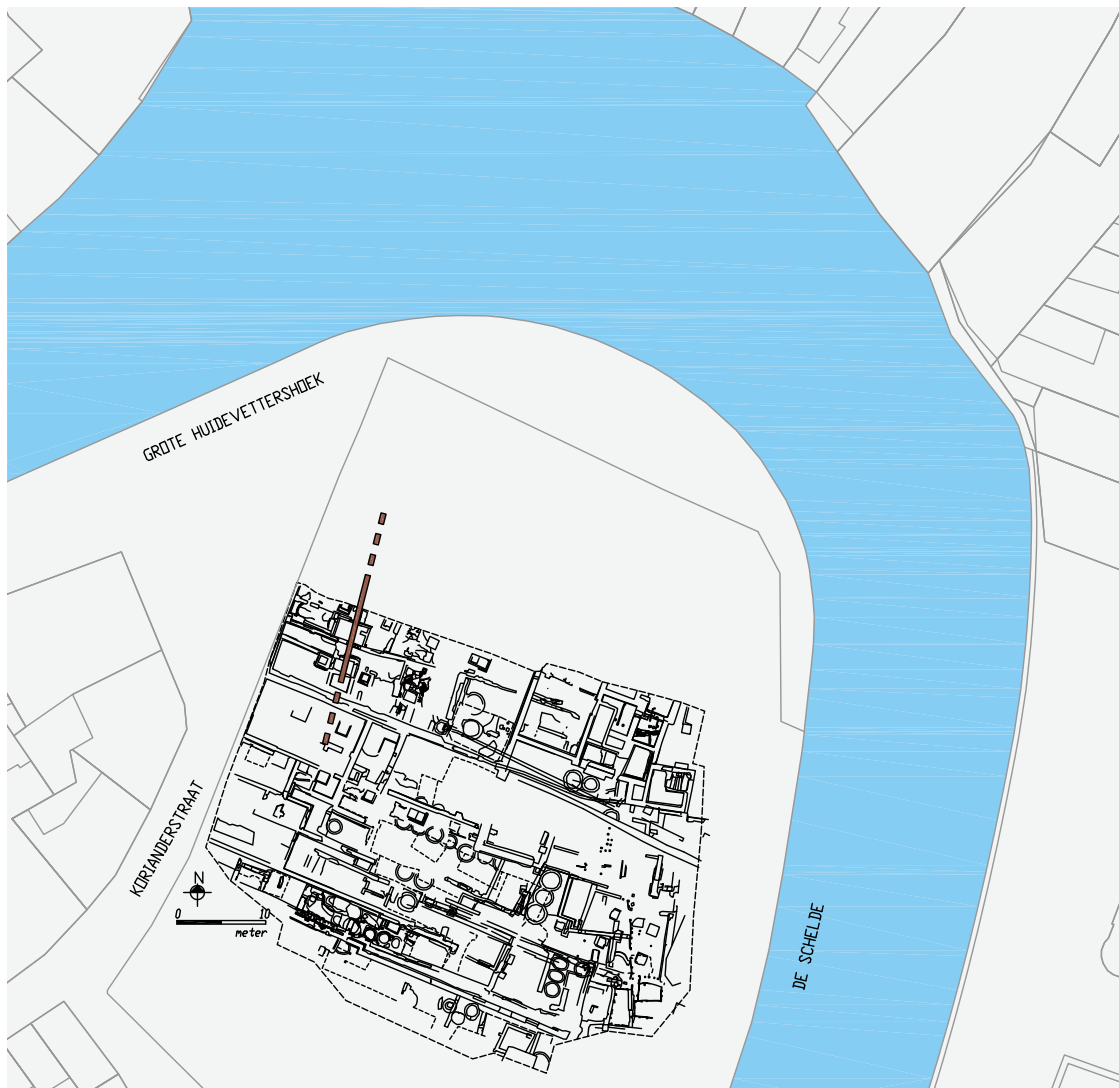 GROTE HUIDEVETTERSHOEK
KORIANDERSTRAAT
N
0 10
meter
DE SCHELDE